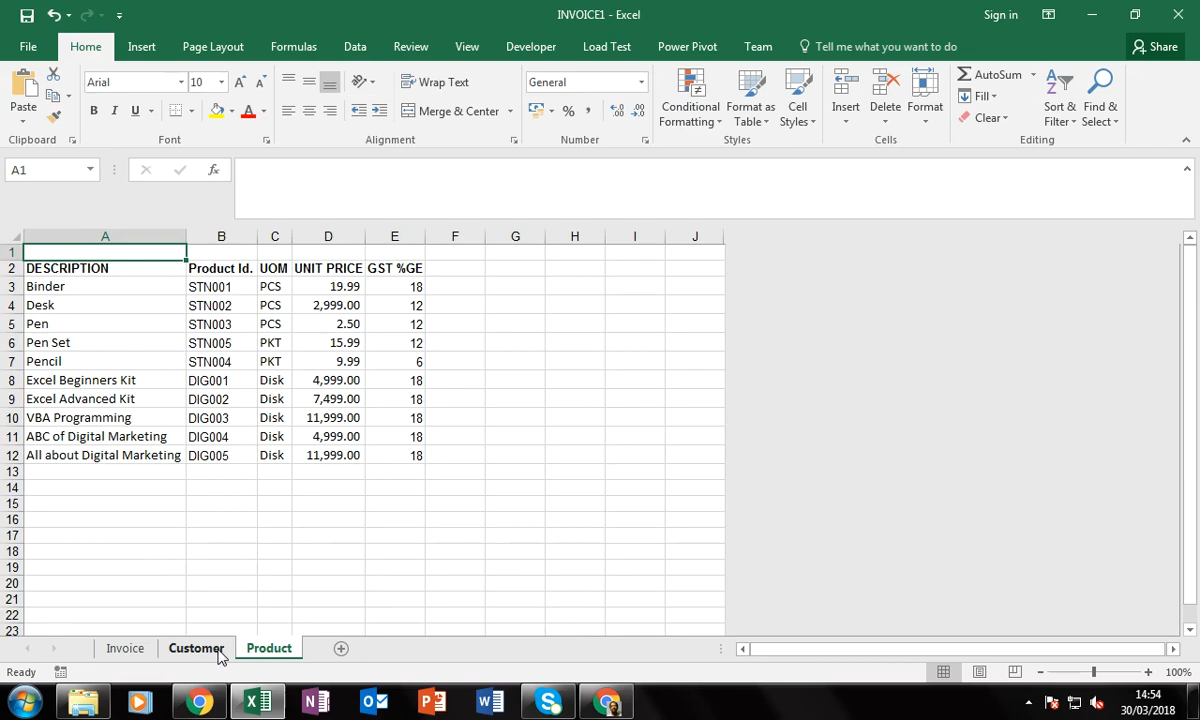 INVOICE1 - Excel
Sign in
File Home Insert Page Layout Formulas Data Review View Developer Load Test Power Pivot Team Tell me what you want to do Share
Paste
Arial 10 A A
B I U A
Wrap Text
Merge & Center
General
% ,
Conditional Formatting
Format as Table
Cell Styles
Insert Delete Format
AutoSum
Fill
Clear
Sort & Filter
Find & Select
Clipboard Font Alignment Number Styles Cells Editing
A1 fx
A B C D E F G H I J
1
2 DESCRIPTION Product Id. UOM UNIT PRICE GST %GE
3 Binder STN001 PCS 19.99 18
4 Desk STN002 PCS 2,999.00 12
5 Pen STN003 PCS 2.50 12
6 Pen Set STN005 PKT 15.99 12
7 Pencil STN004 PKT 9.99 6
8 Excel Beginners Kit DIG001 Disk 4,999.00 18
9 Excel Advanced Kit DIG002 Disk 7,499.00 18
10 VBA Programming DIG003 Disk 11,999.00 18
11 ABC of Digital Marketing DIG004 Disk 4,999.00 18
12 All about Digital Marketing DIG005 Disk 11,999.00 18
13
14
15
16
17
18
19
20
21
22
23
Invoice Customer Product
Ready 100%
14:54
30/03/2018